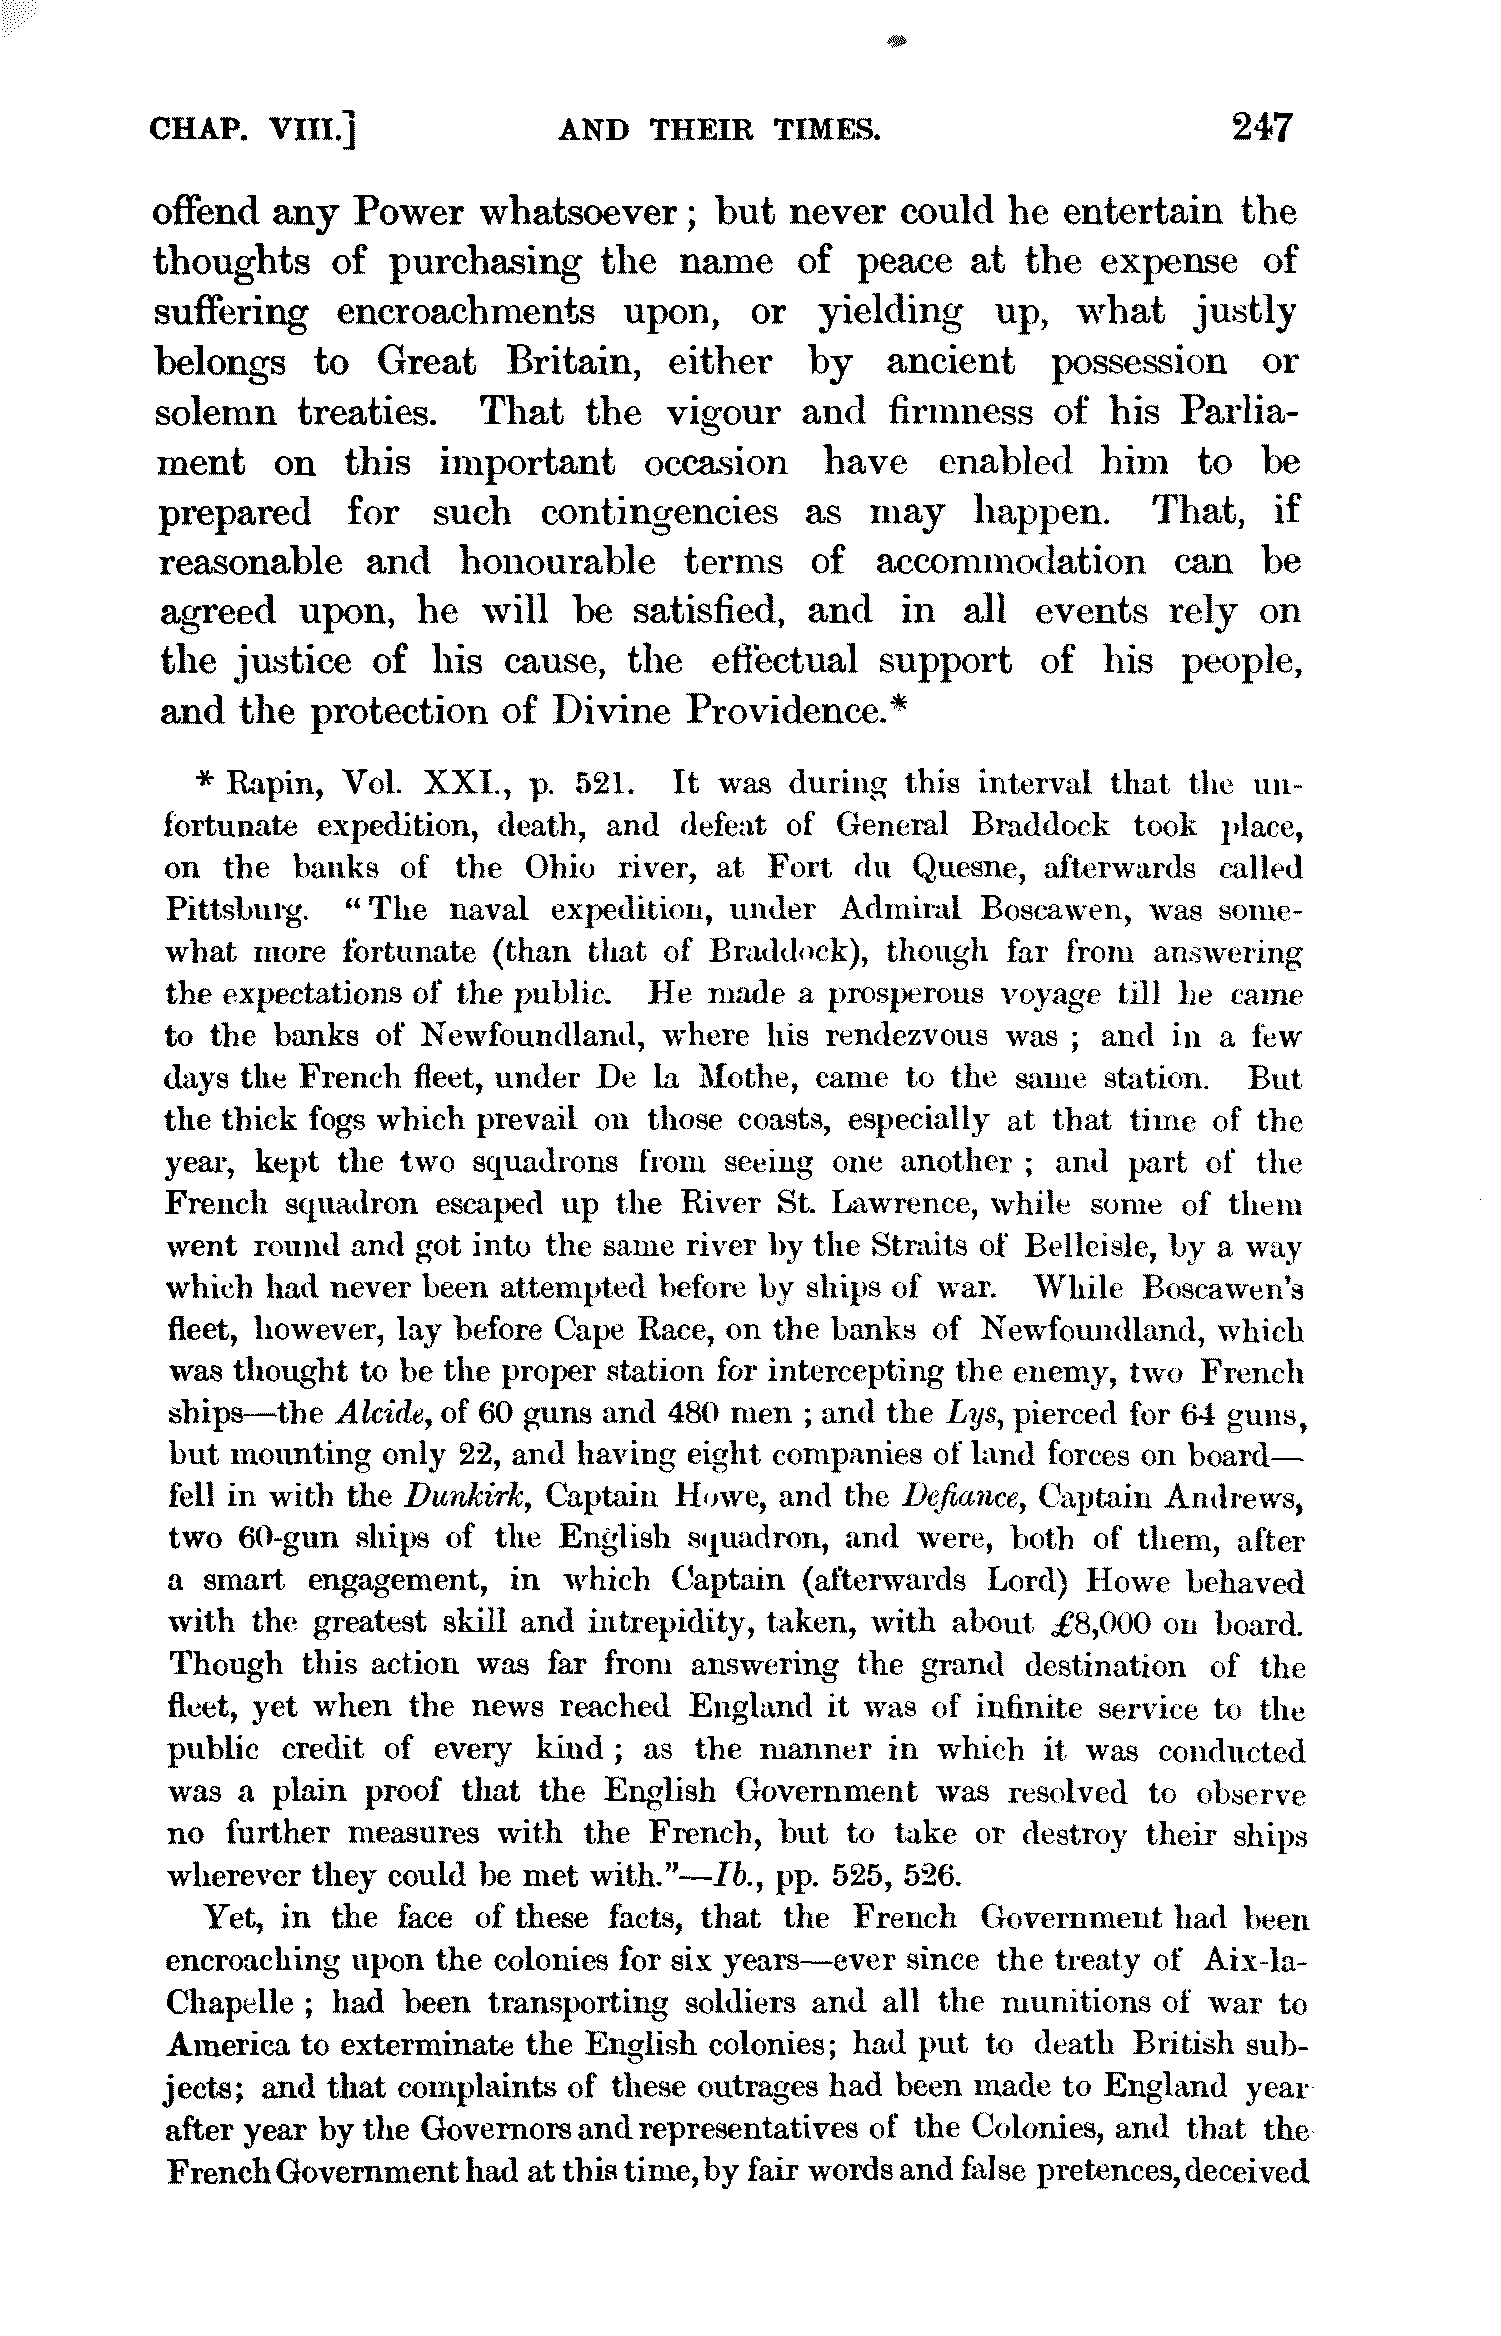 CHAP. VIII.] AND THEIR TIMES. 247
offend any Power whatsoever; but never could he entertain the
thoughts of purchasing the name of peace at the expense of
suffering encroachments upon, or yielding up, what justly
belongs to Great Britain, either by ancient possession or
solemn treaties. That the vigour and firmness of his Parlia-
ment on this important occasion have enabled him to be
prepared for such contingencies as may happen. That, if
reasonable and honourable terms of accommodation can be
agreed upon, he will be satisfied, and in all events rely on
the justice of his cause, the effectual support of his people,
and the protection of Divine Providence.*
* Rapin, Vol. XXI., p. 521. It was during this interval that the un-
fortunate expedition, death, and defeat of General Braddock took place,
on the banks of the Ohio river, at Fort du Quesne, afterwards called
Pittsburg. "The naval expedition, under Admiral Boscawen, was some-
what more fortunate (than that of Braddock), though far from answering
the expectations of the public. He made a prosperous voyage till he came
to the banks of Newfoundland, where his rendezvous was; and in a few
days the French fleet, under De la Mothe, came to the same station. But
the thick fogs which prevail on those coasts, especially at that time of the
year, kept the two squadrons from seeing one another; and part of the
French squadron escaped up the River St. Lawrence, while some of them
went round and got into the same river by the Straits of Belleisle, by a way
which had never been attempted before by ships of war. While Boscawen's
fleet, however, lay before Cape Race, on the banks of Newfoundland, which
was thought to be the proper station for intercepting the enemy, two French
ships—the Alcide, of 60 guns and 480 men; and the Lys, pierced for 64 guns,
but mounting only 22, and having eight companies of land forces on board—
fell in with the Dunkirk, Captain Howe, and the Defiance, Captain Andrews,
two 60-gun ships of the English squadron, and were, both of them, after
a smart engagement, in which Captain (afterwards Lord) Howe behaved
with the greatest skill and intrepidity, taken, with about £8,000 on board.
Though this action was far from answering the grand destination of the
fleet, yet when the news reached England it was of infinite service to the
public credit of every kind; as the manner in which it was conducted
was a plain proof that the English Government was resolved to observe
no further measures with the French, but to take or destroy their ships
wherever they could be met with."—Ib., pp. 525, 526.
Yet, in the face of these facts, that the French Government had been
encroaching upon the colonies for six years—ever since the treaty of Aix-la-
Chapelle; had been transporting soldiers and all the munitions of war to
America to exterminate the English colonies; had put to death British sub-
jects; and that complaints of these outrages had been made to England year
after year by the Governors and representatives of the Colonies, and that the
French Government had at this time, by fair words and false pretences, deceived